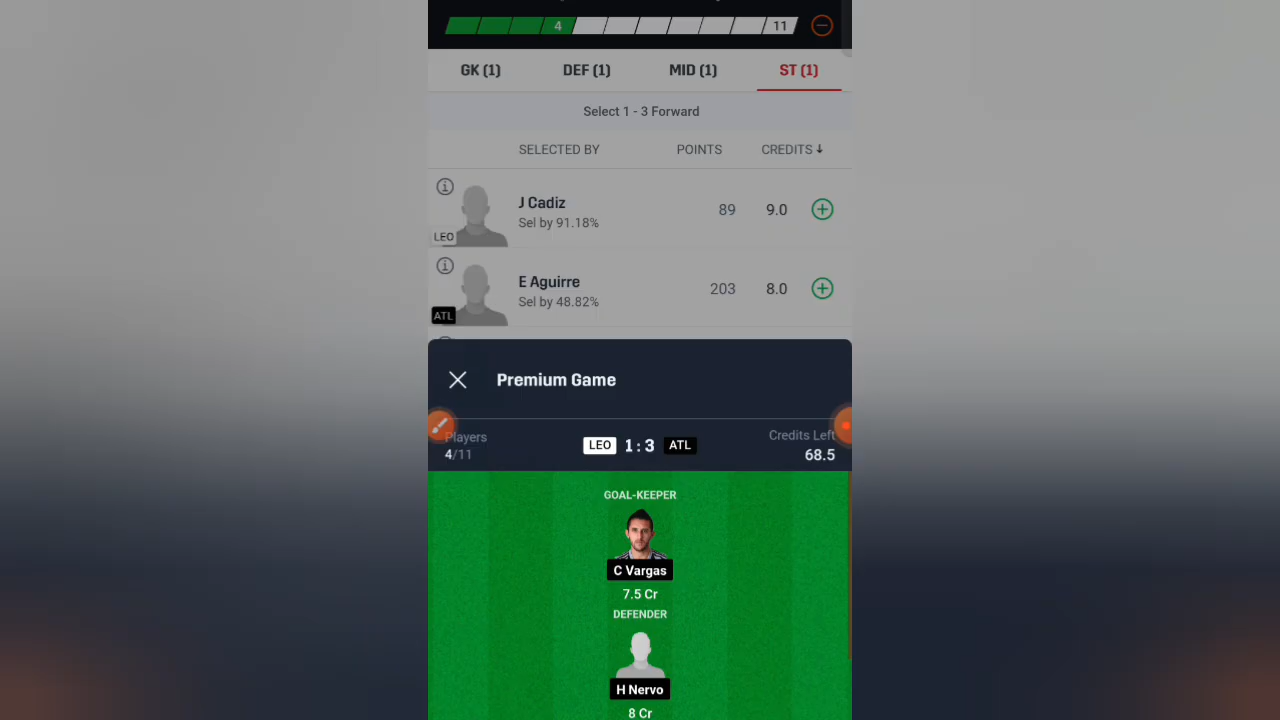 4
11
GK (1) DEF (1) MID (1) ST (1)
Select 1 - 3 Forward
SELECTED BY POINTS CREDITS ↓
J Cadiz
Sel by 91.18%
89 9.0
LEO
E Aguirre
Sel by 48.82%
203 8.0
ATL
Premium Game
Players
4/11
LEO 1 : 3 ATL
Credits Left
68.5
GOAL-KEEPER
C Vargas
7.5 Cr
DEFENDER
H Nervo
8 Cr